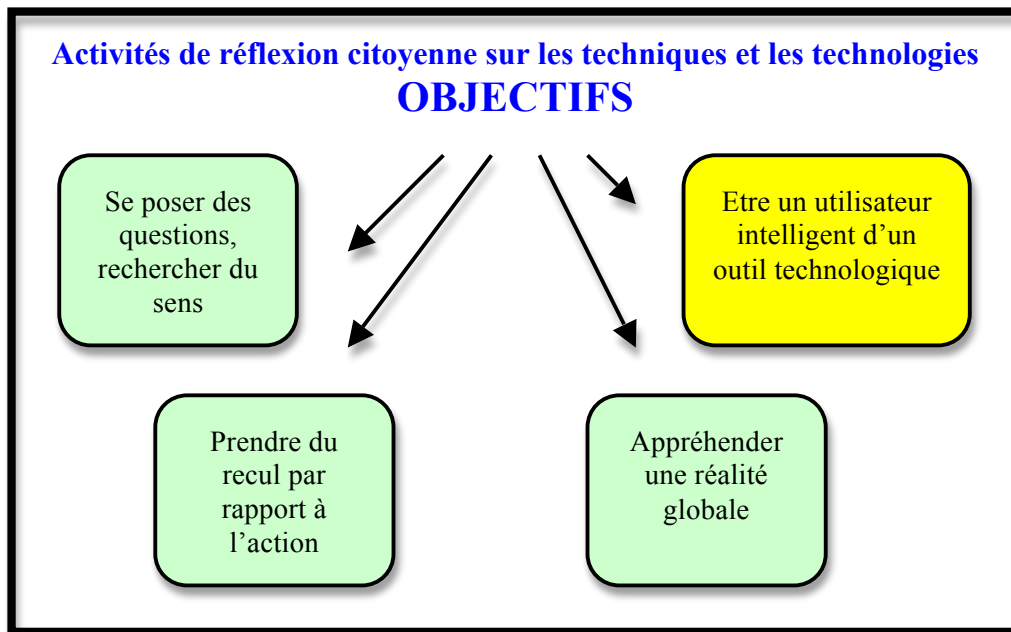 Activités de réflexion citoyenne sur les techniques et les technologies
OBJECTIFS
Se poser des
questions,
rechercher du
sens
Etre un utilisateur
intelligent d’un
outil technologique
Prendre du
recul par
rapport à
l’action
Appréhender
une réalité
globale